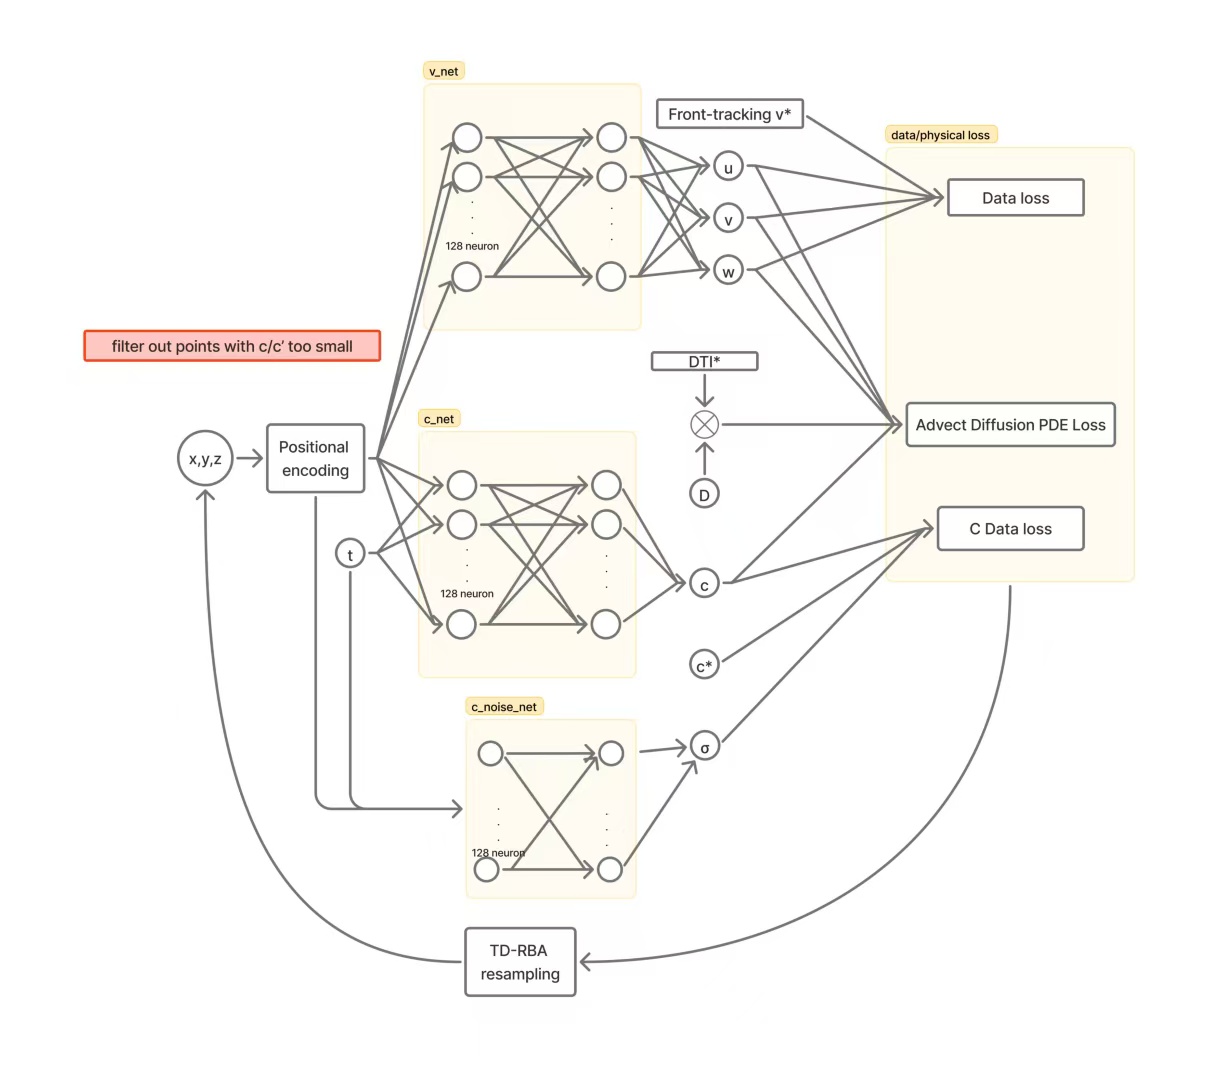 v_net
Front-tracking v*
data/physical loss
u
Data loss
v
128 neuron
w
filter out points with c/c' too small
DTI*
c_net
Positional
encoding
x,y,z
Advect Diffusion PDE Loss
D
C Data loss
t
128 neuron
c
c*
c_noise_net
σ
128 neuron
TD-RBA
resampling